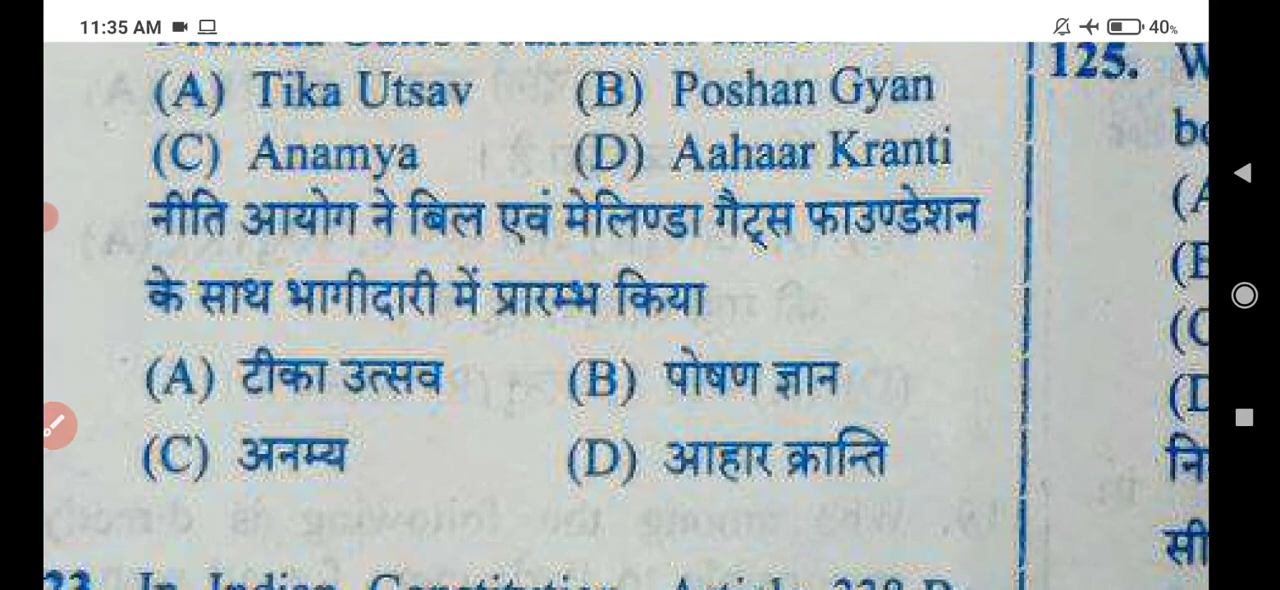 11:35 AM
40%
(A) Tika Utsav (B) Poshan Gyan
(C) Anamya (D) Aahaar Kranti
नीति आयोग ने बिल एवं मेलिण्डा गैट्स फाउण्डेशन
के साथ भागीदारी में प्रारम्भ किया
(A) टीका उत्सव (B) पोषण ज्ञान
(C) अनम्य (D) आहार क्रान्ति
125.